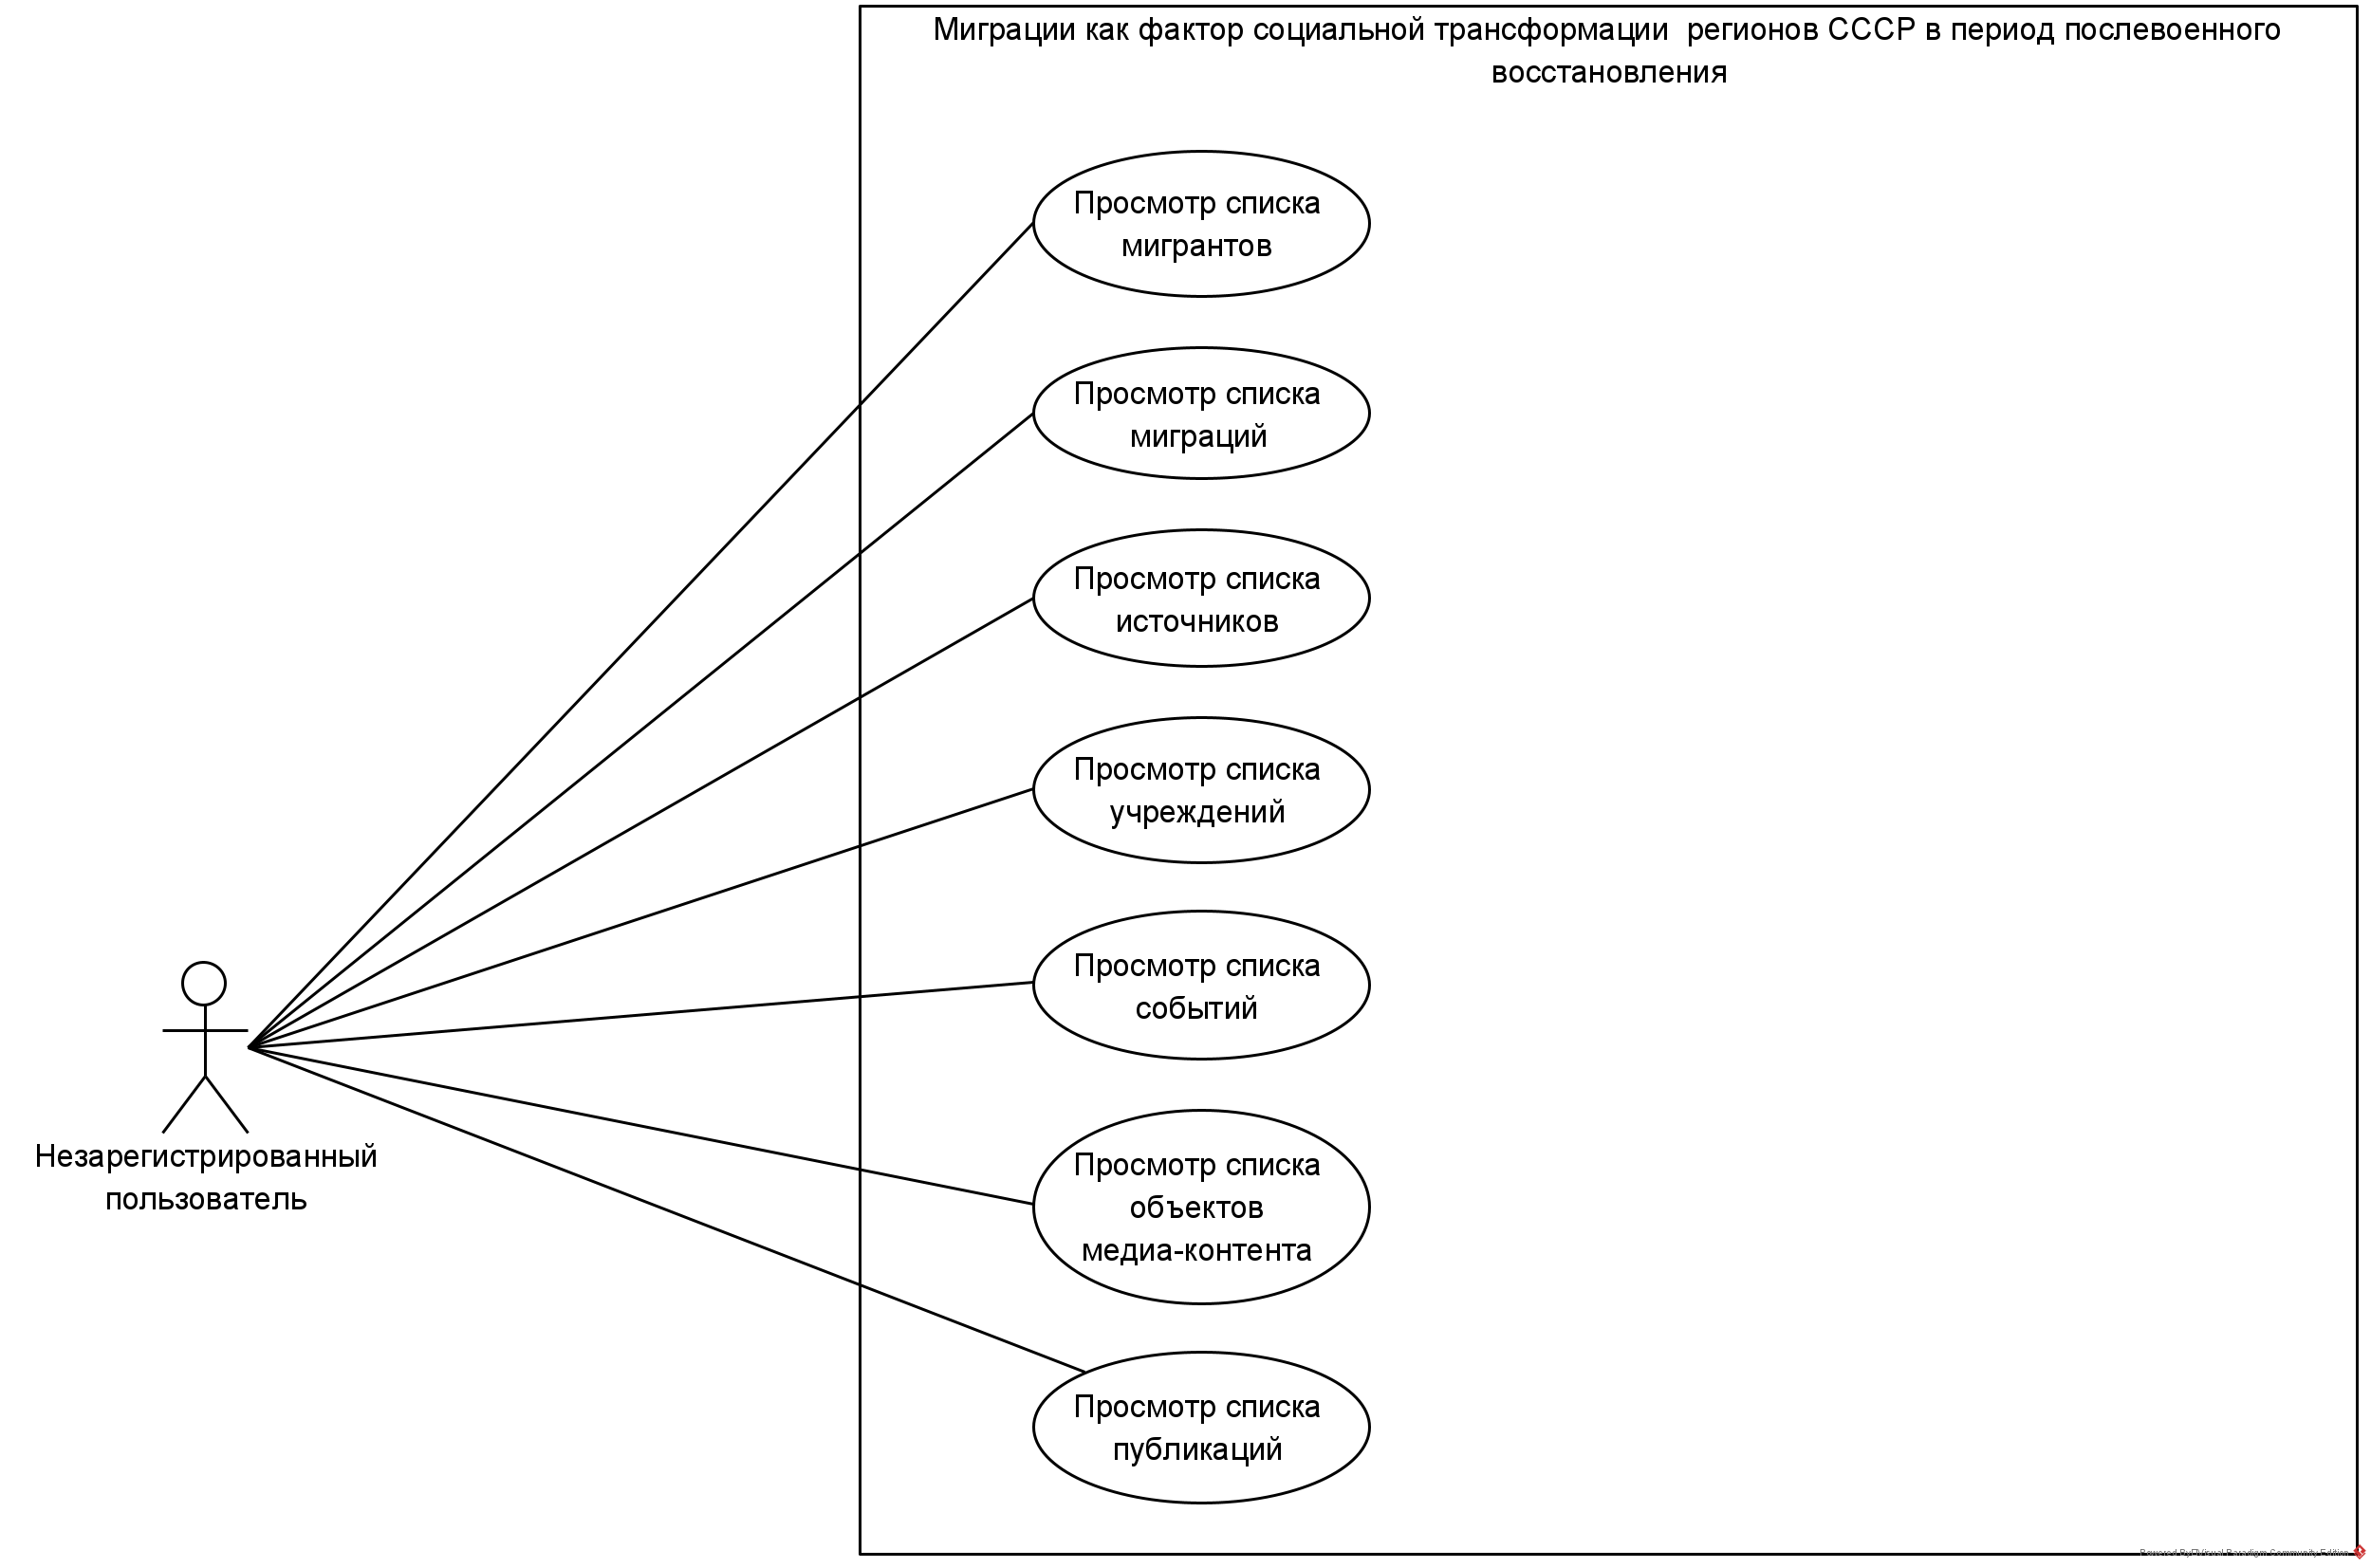 Миграции как фактор социальной трансформации  регионов СССР в период послевоенного
восстановления
Просмотр списка
мигрантов
Просмотр списка
миграций
Просмотр списка
источников
Просмотр списка
учреждений
Просмотр списка
событий
Незарегистрированный
пользователь
Просмотр списка
объектов
медиа-контента
Просмотр списка
публикаций
Powered By Visual Paradigm Community Edition